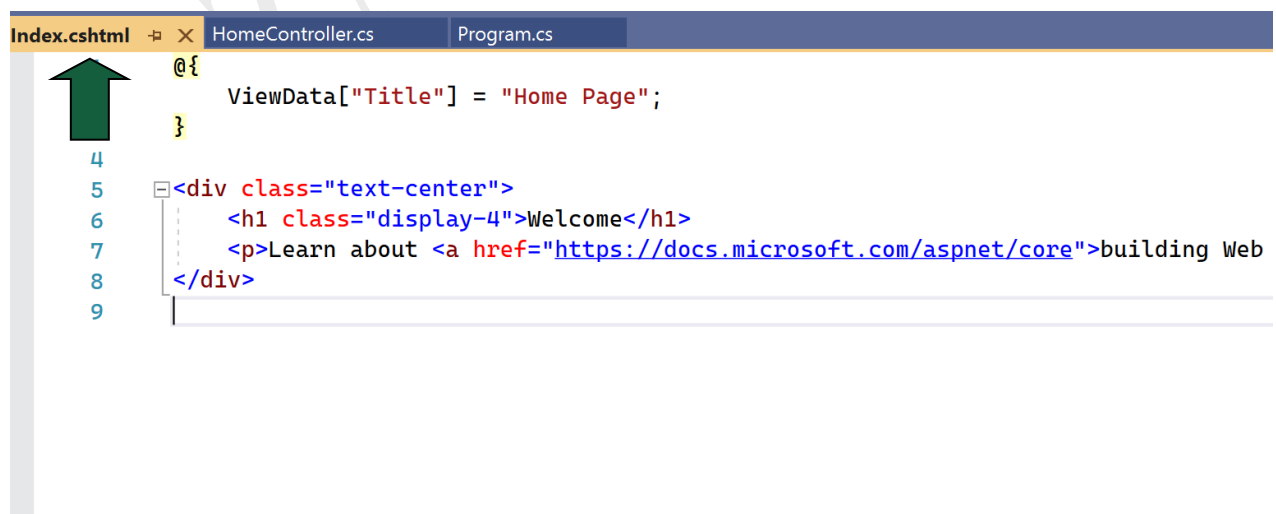 Index.cshtml HomeController.cs Program.cs
@{
ViewData["Title"] = "Home Page";
}
4
5 <div class="text-center">
6 <h1 class="display-4">Welcome</h1>
7 <p>Learn about <a href="https://docs.microsoft.com/aspnet/core">building Web
8 </div>
9